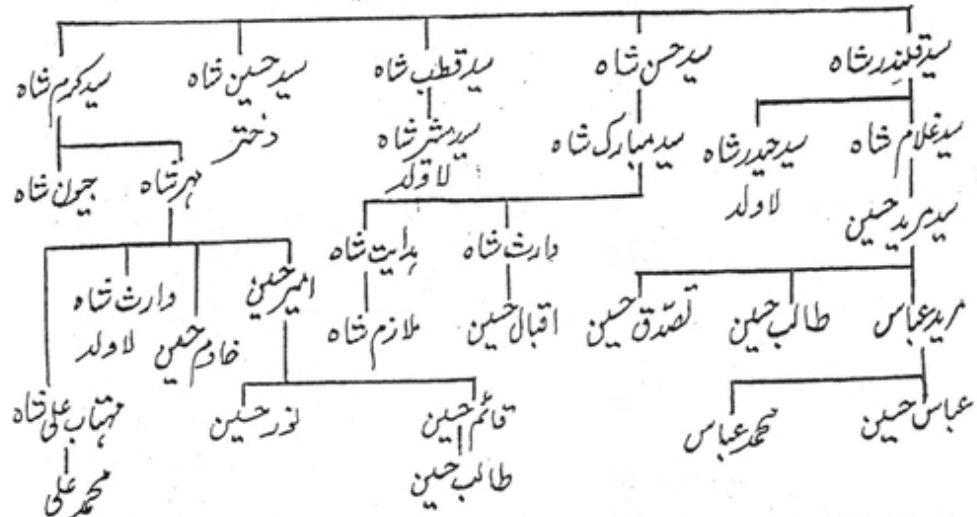 سید قلندر شاہ سید حسن شاہ سید قطب شاہ سید حسین شاہ سید کرم شاہ
سید غلام شاہ سید حیدر شاہ سید مبارک شاہ سید مبشر شاہ دختر
لاولد لاولد
سید مرید حسین مہر شاہ جیون شاہ
وارث شاہ ہدایت شاہ امیر حسین خادم حسین وارث شاہ
لاولد
مرید عباس طالب حسین تصدق حسین اقبال حسین ملازم شاہ
عباس حسین محمد عباس قائم حسین نور حسین مہتاب علی شاہ
طالب حسین محمد علی